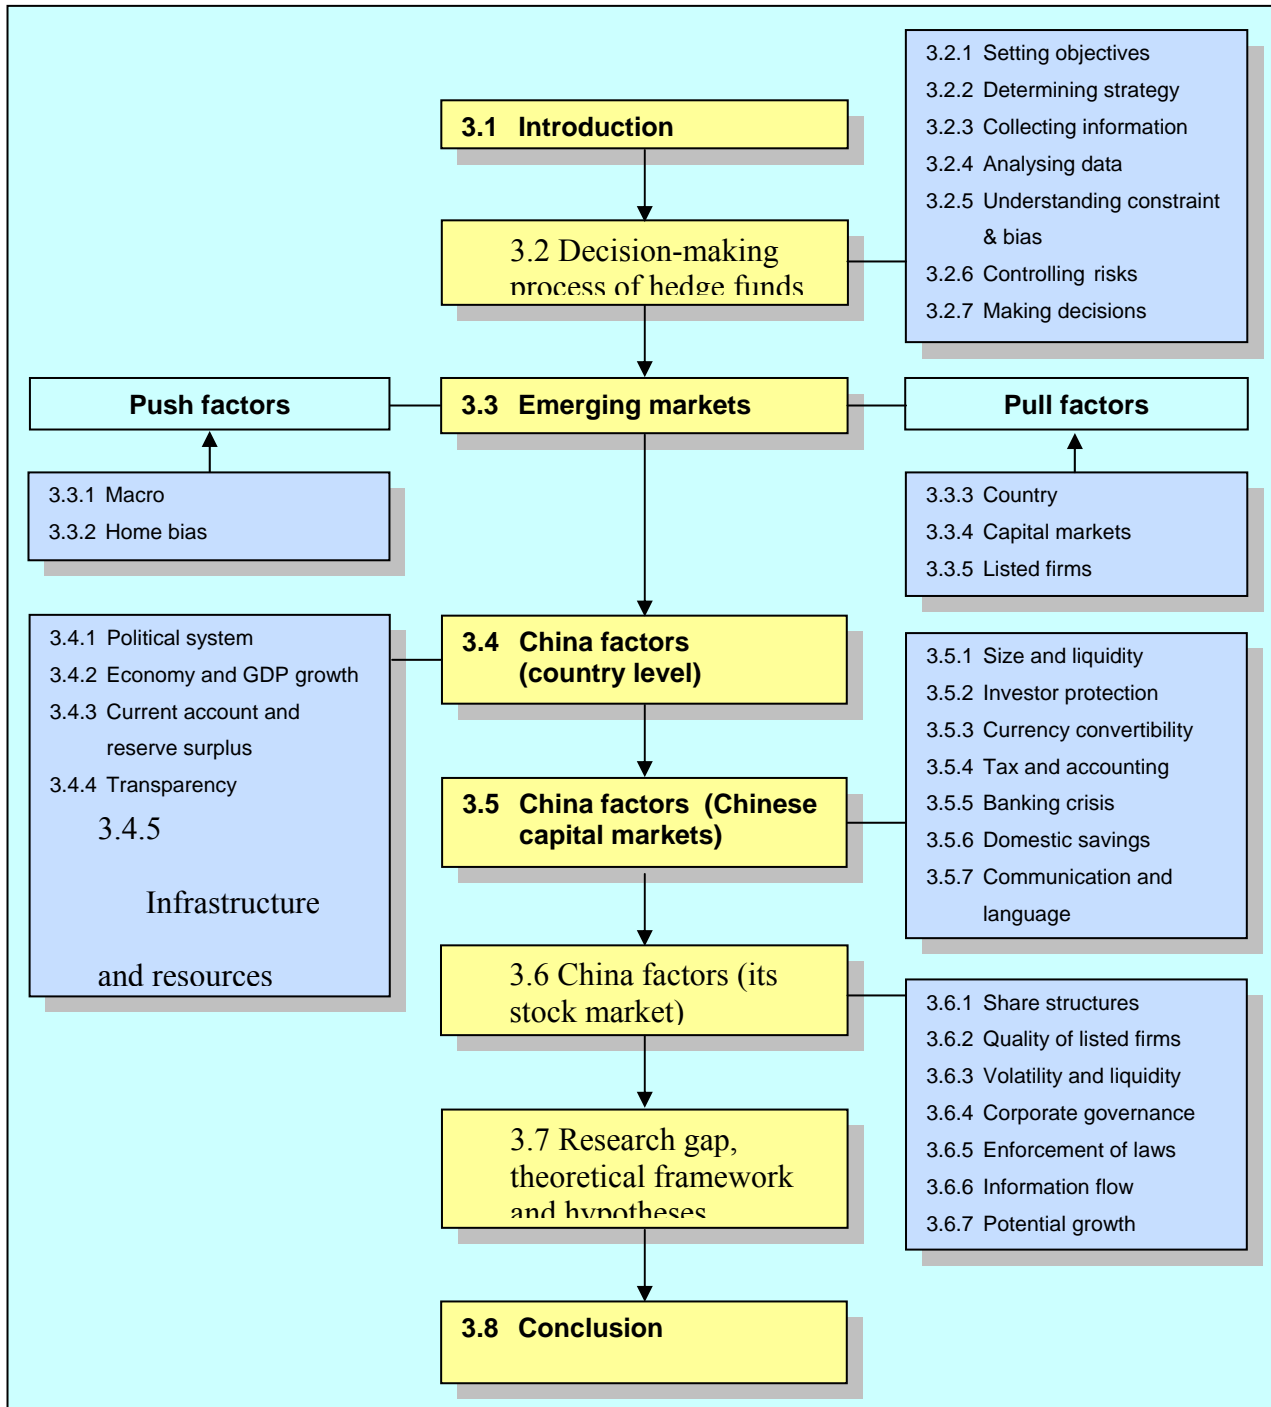 3.1 Introduction
3.2 Decision-making
process of hedge funds
3.2.1 Setting objectives
3.2.2 Determining strategy
3.2.3 Collecting information
3.2.4 Analysing data
3.2.5 Understanding constraint
& bias
3.2.6 Controlling risks
3.2.7 Making decisions
Push factors
3.3 Emerging markets
Pull factors
3.3.1 Macro
3.3.2 Home bias
3.3.3 Country
3.3.4 Capital markets
3.3.5 Listed firms
3.4 China factors
(country level)
3.4.1 Political system
3.4.2 Economy and GDP growth
3.4.3 Current account and
reserve surplus
3.4.4 Transparency
3.4.5
Infrastructure
and resources
3.5 China factors (Chinese
capital markets)
3.5.1 Size and liquidity
3.5.2 Investor protection
3.5.3 Currency convertibility
3.5.4 Tax and accounting
3.5.5 Banking crisis
3.5.6 Domestic savings
3.5.7 Communication and
language
3.6 China factors (its
stock market)
3.6.1 Share structures
3.6.2 Quality of listed firms
3.6.3 Volatility and liquidity
3.6.4 Corporate governance
3.6.5 Enforcement of laws
3.6.6 Information flow
3.6.7 Potential growth
3.7 Research gap,
theoretical framework
and hypotheses
3.8 Conclusion